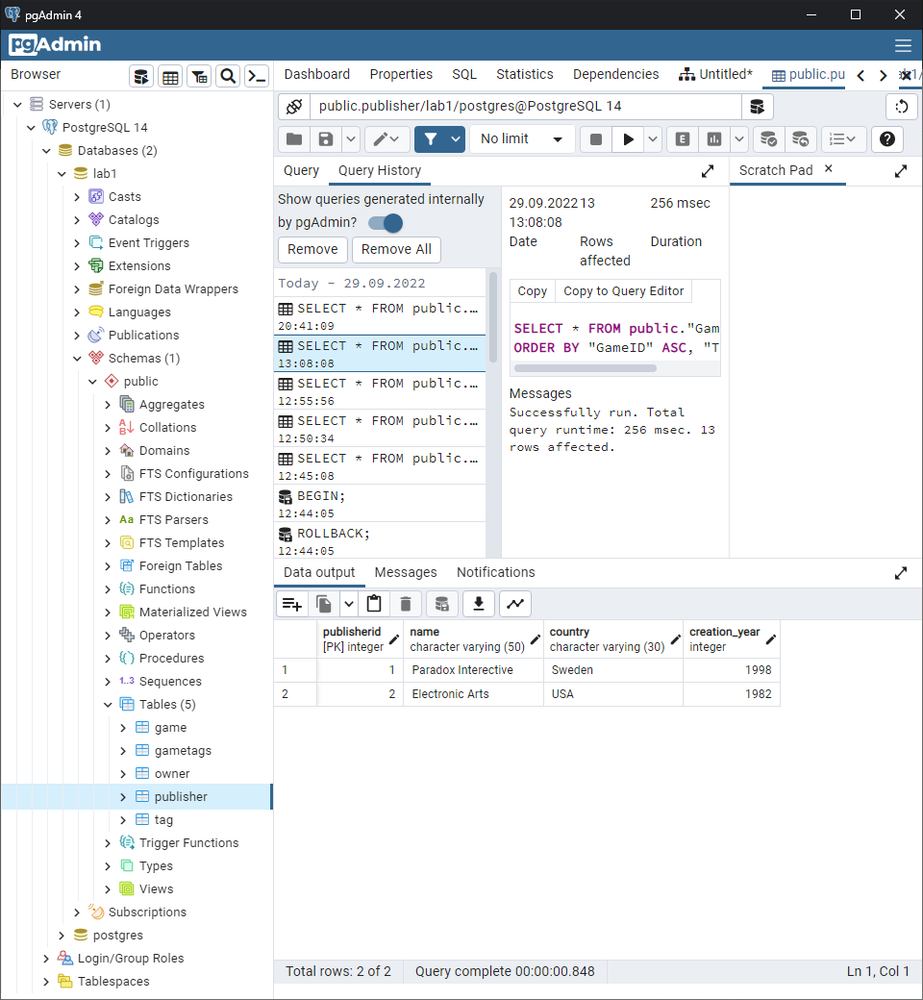 pgAdmin 4
pgAdmin
Browser
Dashboard Properties SQL Statistics Dependencies Untitled* public.pu
public.publisher/lab1/postgres@PostgreSQL 14
No limit
E
Query Query History
Scratch Pad
Servers (1)
PostgreSQL 14
Databases (2)
lab1
Casts
Catalogs
Event Triggers
Extensions
Foreign Data Wrappers
Languages
Publications
Schemas (1)
public
Aggregates
Collations
Domains
FTS Configurations
FTS Dictionaries
Aa FTS Parsers
FTS Templates
Foreign Tables
Functions
Materialized Views
Operators
Procedures
1..3 Sequences
Tables (5)
game
gametags
owner
publisher
tag
Trigger Functions
Types
Views
Subscriptions
postgres
Login/Group Roles
Tablespaces
Show queries generated internally
by pgAdmin?
Remove Remove All
Today - 29.09.2022
SELECT * FROM public.…
20:41:09
SELECT * FROM public.…
13:08:08
SELECT * FROM public.…
12:55:56
SELECT * FROM public.…
12:50:34
SELECT * FROM public.…
12:45:08
BEGIN;
12:44:05
ROLLBACK;
12:44:05
29.09.2022 13 256 msec
13:08:08
Date Rows Duration
affected
Copy Copy to Query Editor
SELECT * FROM public."Gam
ORDER BY "GameID" ASC, "T
Messages
Successfully run. Total
query runtime: 256 msec. 13
rows affected.
Data output Messages Notifications
publisherid name country creation_year
[PK] integer character varying (50) character varying (30) integer
1 1 Paradox Interective Sweden 1998
2 2 Electronic Arts USA 1982
Total rows: 2 of 2 Query complete 00:00:00.848 Ln 1, Col 1